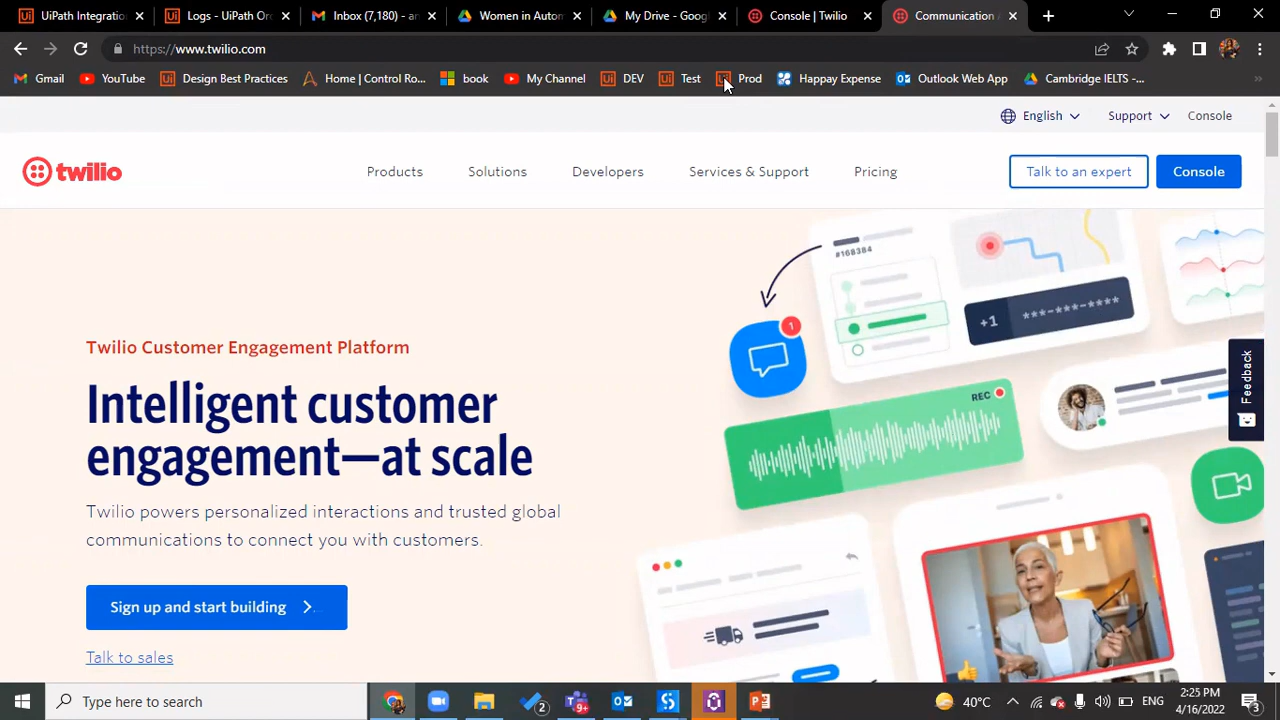 UiPath Integration
Logs - UiPath Or
Inbox (7,180) - ar
Women in Autom
My Drive - Googl
Console | Twilio
Communication A
https://www.twilio.com
Gmail
YouTube
Design Best Practices
Home | Control Ro...
book
My Channel
DEV
Test
Prod
Happay Expense
Outlook Web App
Cambridge IELTS -...
English
Support
Console
twilio
Products
Solutions
Developers
Services & Support
Pricing
Talk to an expert
Console
#168384
+1 ***-***-****
1
REC
Feedback
Twilio Customer Engagement Platform
Intelligent customer
engagement—at scale
Twilio powers personalized interactions and trusted global
communications to connect you with customers.
Sign up and start building
Talk to sales
Type here to search
2
9+
40°C
ENG
2:25 PM
4/16/2022
3